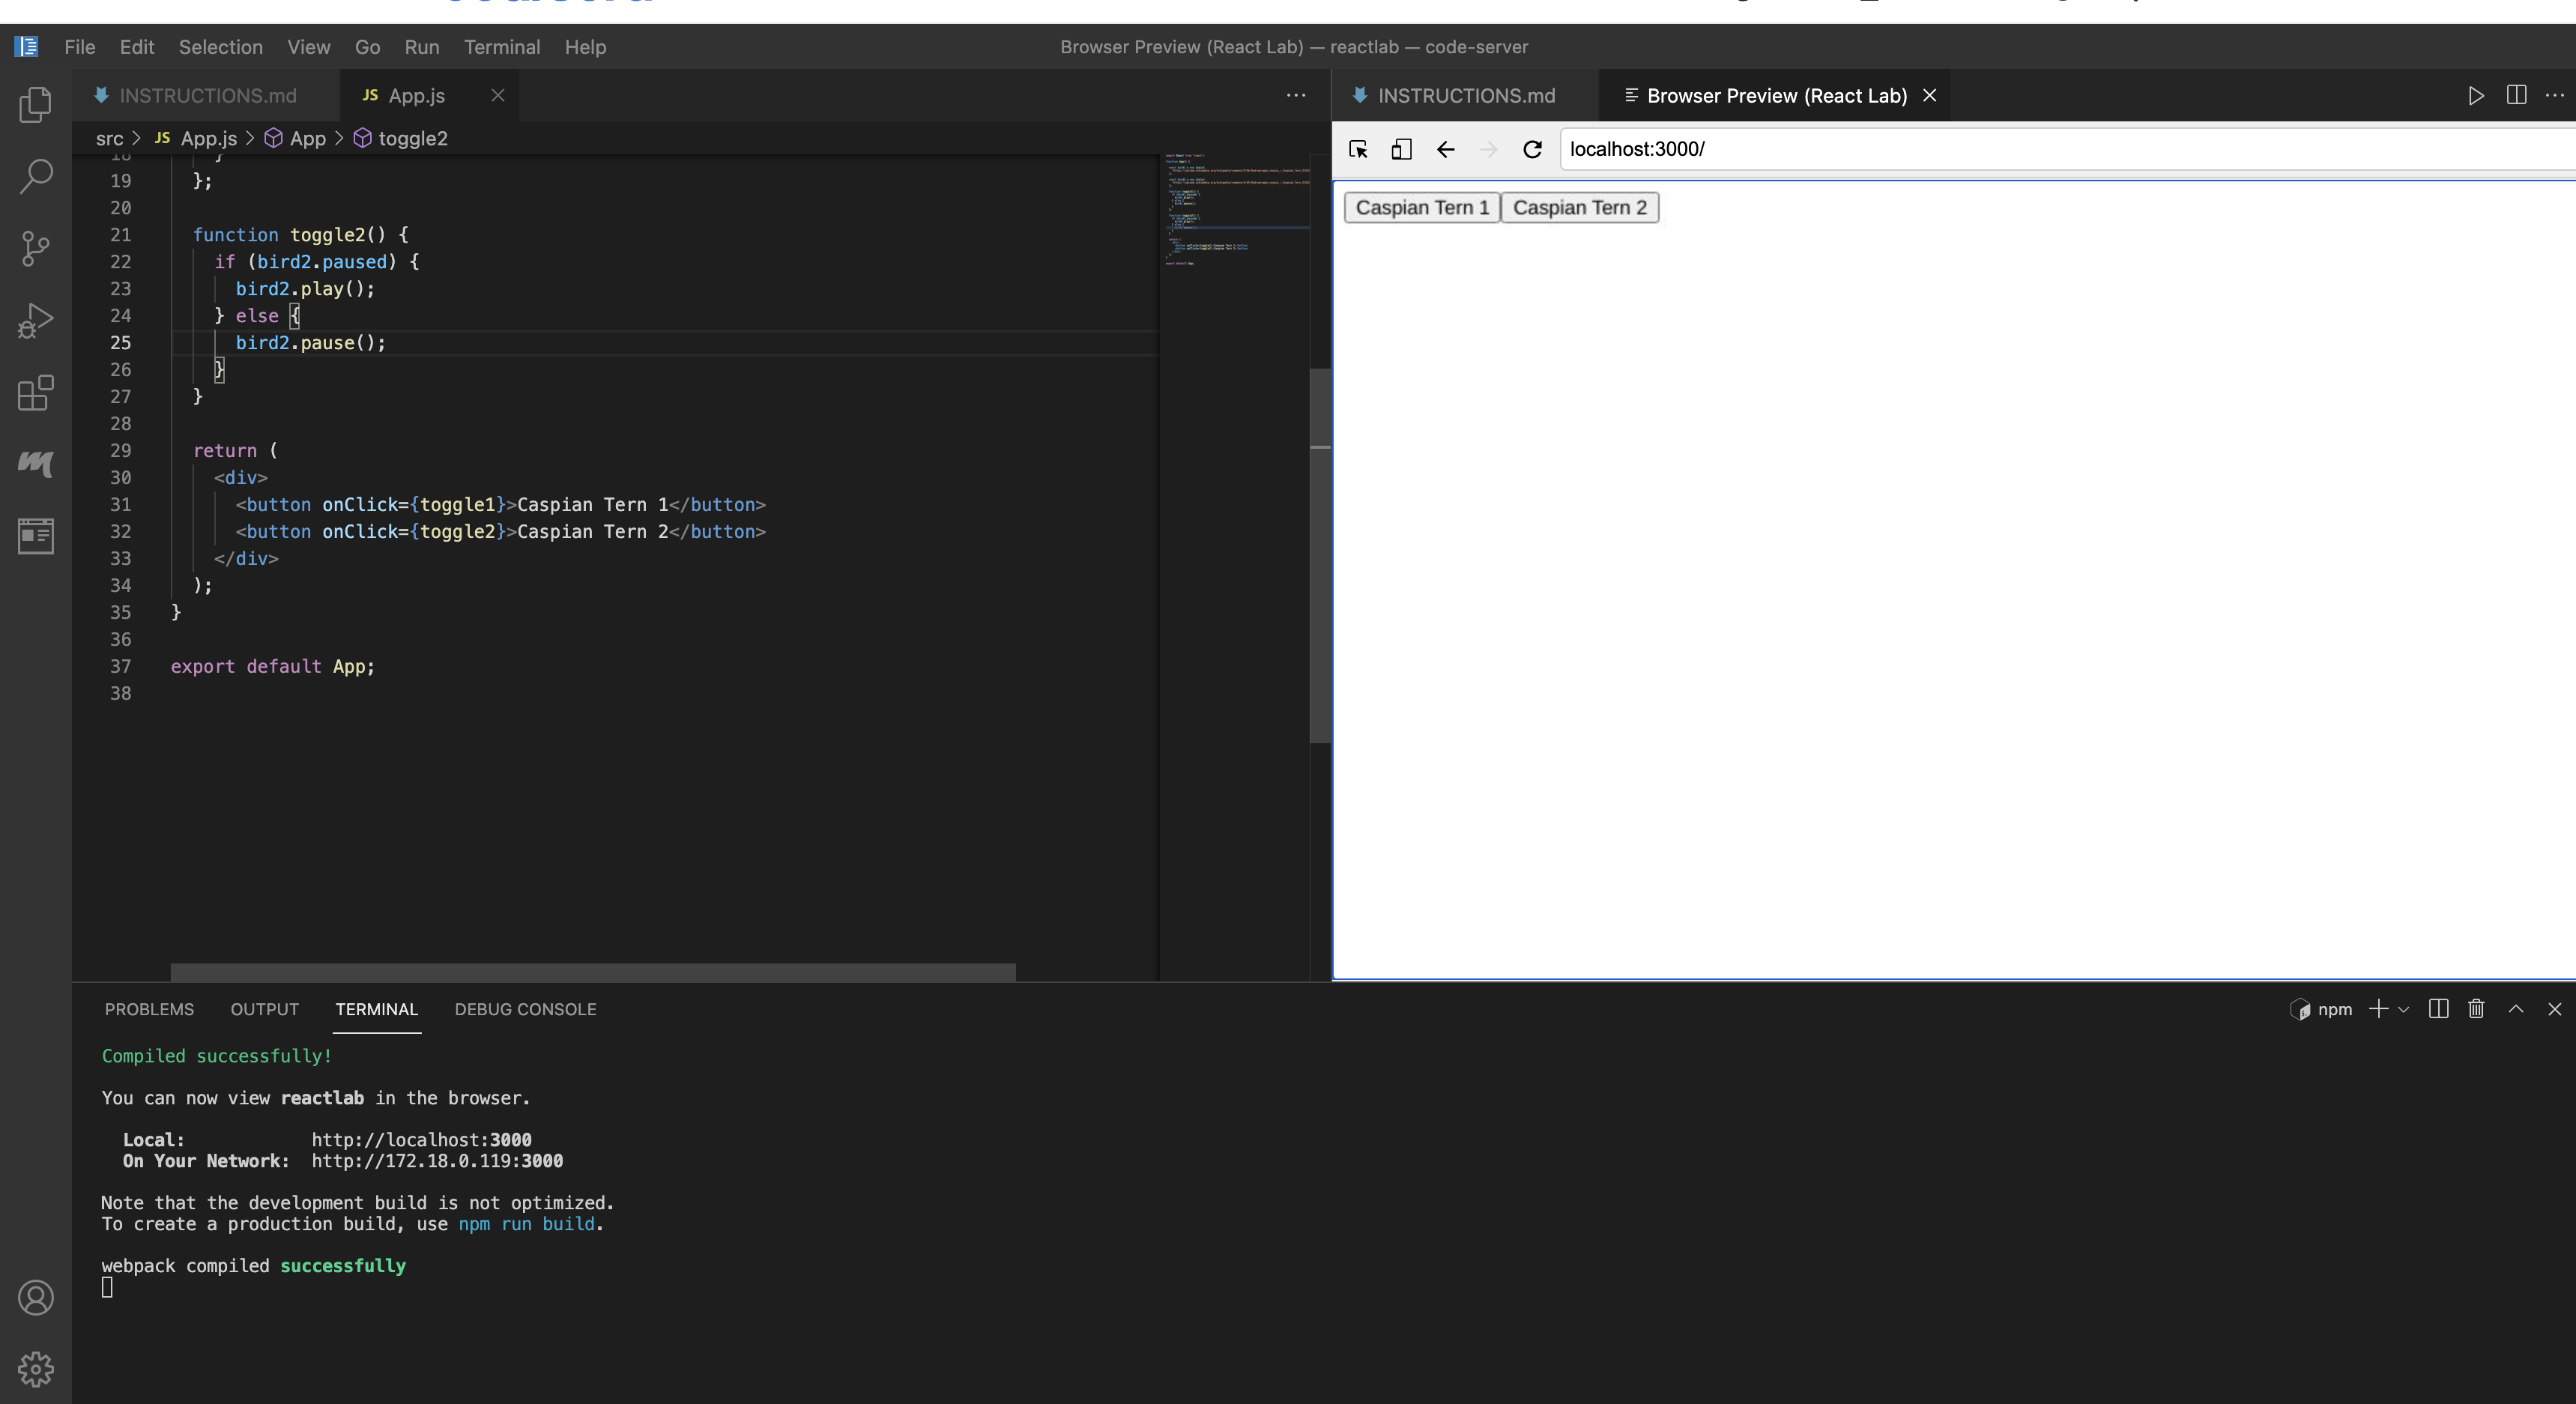 File Edit Selection View Go Run Terminal Help
Browser Preview (React Lab) — reactlab — code-server
INSTRUCTIONS.md
JS App.js
src > JS App.js > App > toggle2
18 }
19 };
20
21 function toggle2() {
22 if (bird2.paused) {
23 bird2.play();
24 } else {
25 bird2.pause();
26 }
27 }
28
29 return (
30 <div>
31 <button onClick={toggle1}>Caspian Tern 1</button>
32 <button onClick={toggle2}>Caspian Tern 2</button>
33 </div>
34 );
35 }
36
37 export default App;
38
INSTRUCTIONS.md
Browser Preview (React Lab)
localhost:3000/
Caspian Tern 1
Caspian Tern 2
PROBLEMS OUTPUT TERMINAL DEBUG CONSOLE
npm
Compiled successfully!
You can now view reactlab in the browser.
Local: http://localhost:3000
On Your Network: http://172.18.0.119:3000
Note that the development build is not optimized.
To create a production build, use npm run build.
webpack compiled successfully